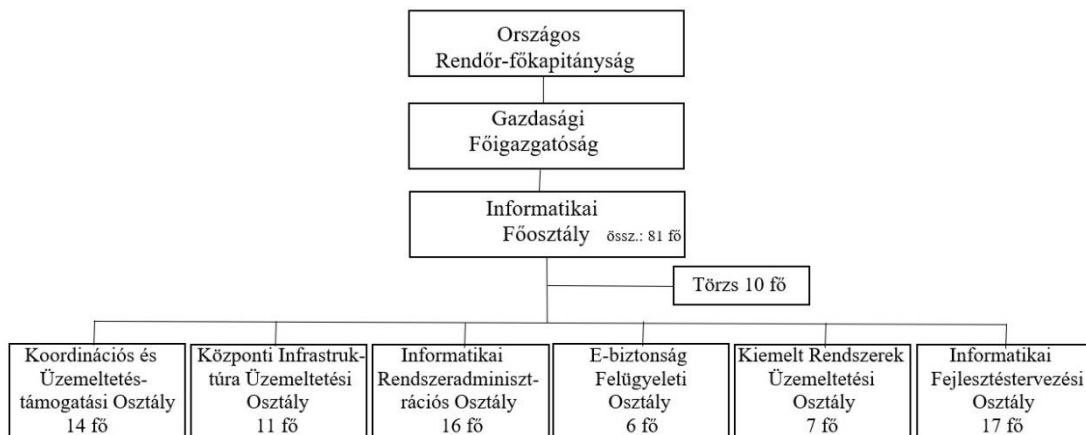 Országos
Rendőr-főkapitányság
Gazdasági
Főigazgatóság
Informatikai
Főosztály össz.: 81 fő
Törzs 10 fő
Koordinációs és
Üzemeltetés-
támogatási Osztály
14 fő
Központi Infrastruk-
túra Üzemeltetési
Osztály
11 fő
Informatikai
Rendszeradminiszt-
rációs Osztály
16 fő
E-biztonság
Felügyeleti
Osztály
6 fő
Kiemelt Rendszerek
Üzemeltetési
Osztály
7 fő
Informatikai
Fejlesztéstervezési
Osztály
17 fő